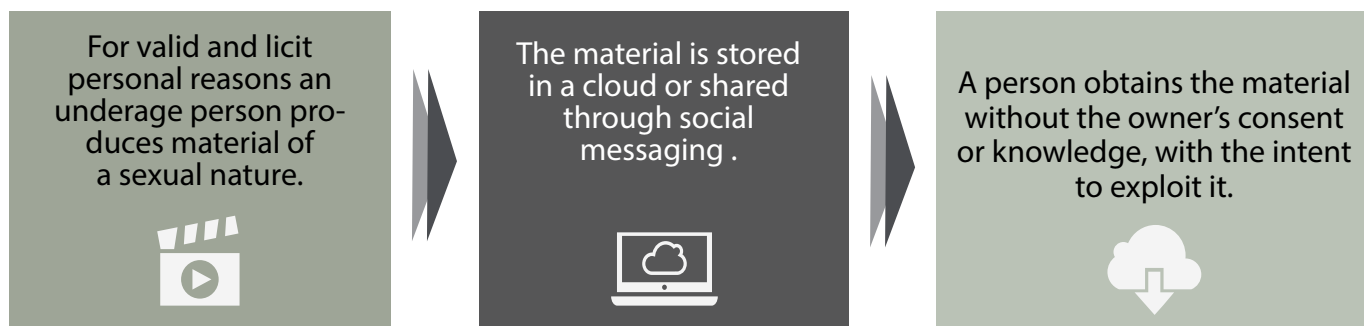 For valid and licit
personal reasons an
underage person pro-
duces material of
a sexual nature.
The material is stored
in a cloud or shared
through social
messaging .
A person obtains the material
without the owner’s consent
or knowledge, with the intent
to exploit it.